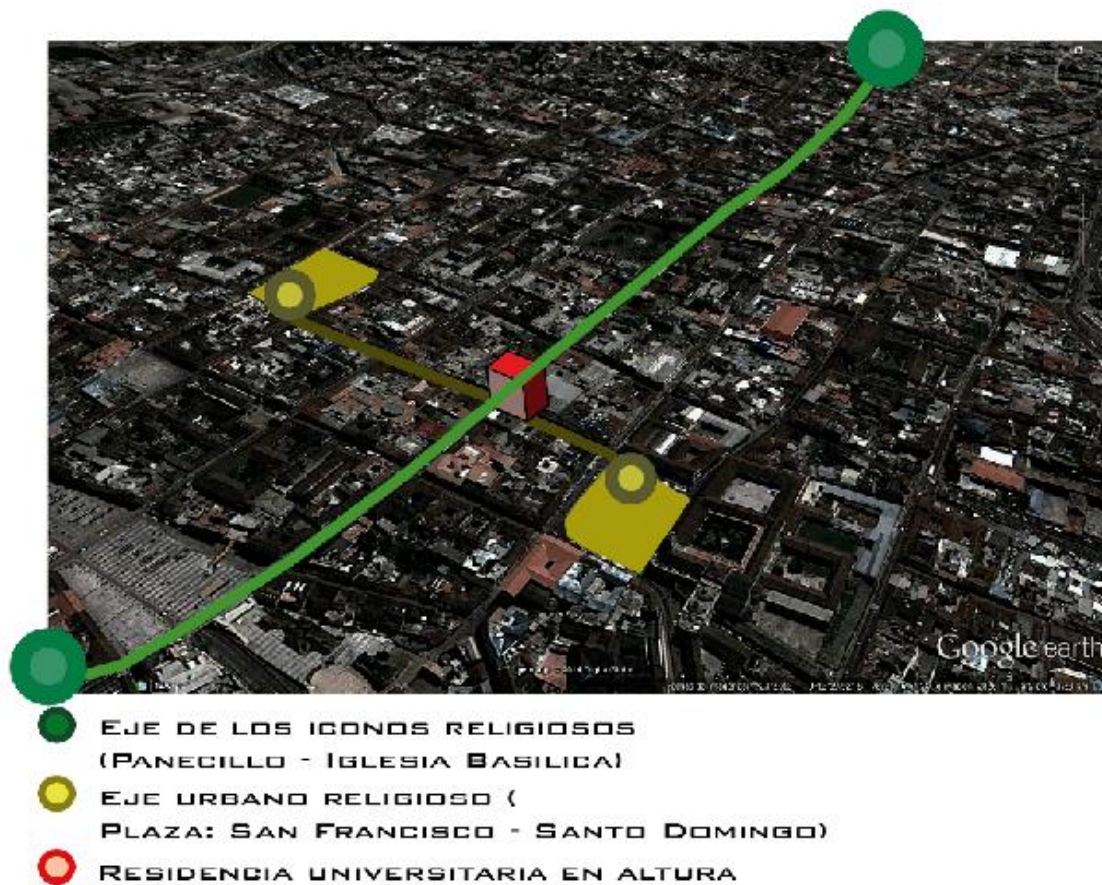 Google earth
EJE DE LOS ICONOS RELIGIOSOS
(PANECILLO - IGLESIA BASILICA)
EJE URBANO RELIGIOSO (
PLAZA: SAN FRANCISCO - SANTO DOMINGO)
RESIDENCIA UNIVERSITARIA EN ALTURA